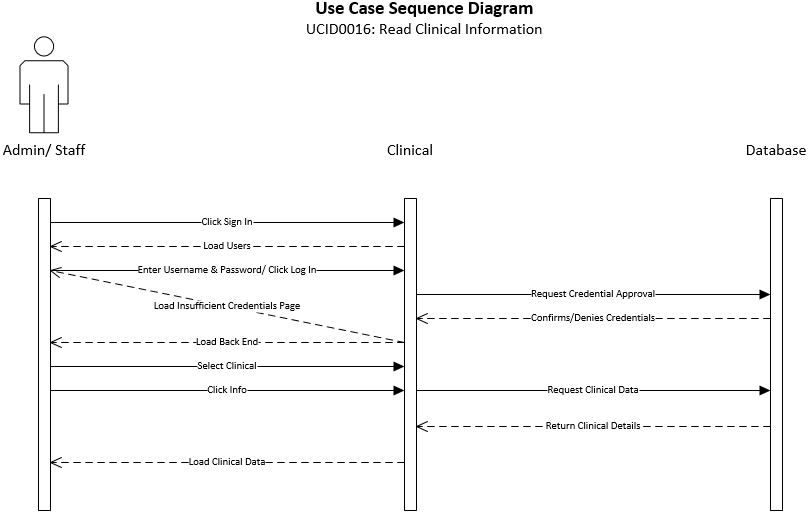 Use Case Sequence Diagram
UCID0016: Read Clinical Information
Admin/ Staff
Clinical
Database
Click Sign In
Load Users
Enter Username & Password/ Click Log In
Request Credential Approval
Load Insufficient Credentials Page
Confirms/Denies Credentials
Load Back End
Select Clinical
Click Info
Request Clinical Data
Return Clinical Details
Load Clinical Data